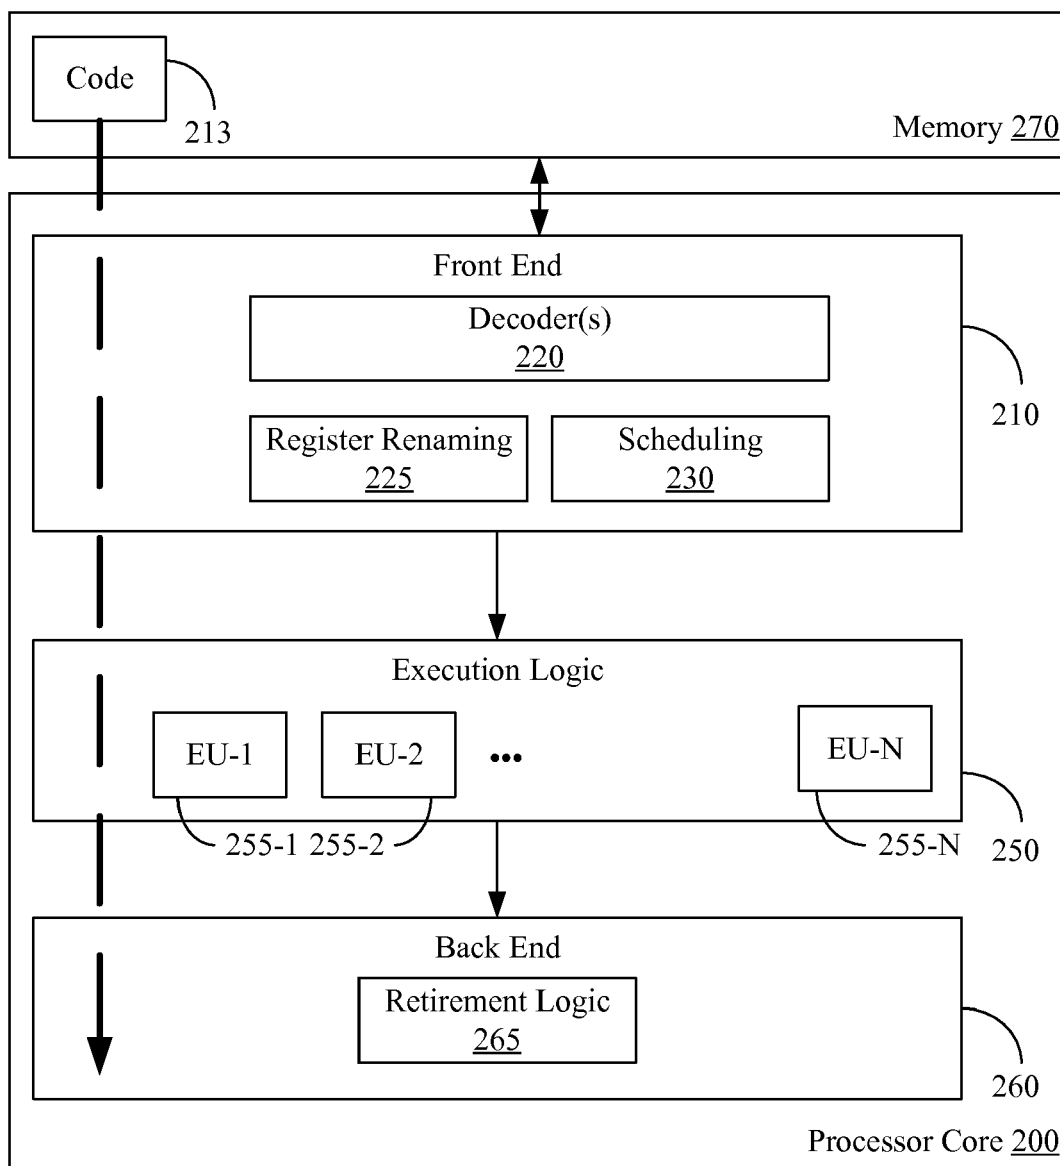 Code
213
Memory 270
Front End
Decoder(s)
220
210
Register Renaming
225
Scheduling
230
Execution Logic
EU-1
EU-2
...
EU-N
255-1 255-2
255-N
250
Back End
Retirement Logic
265
260
Processor Core 200